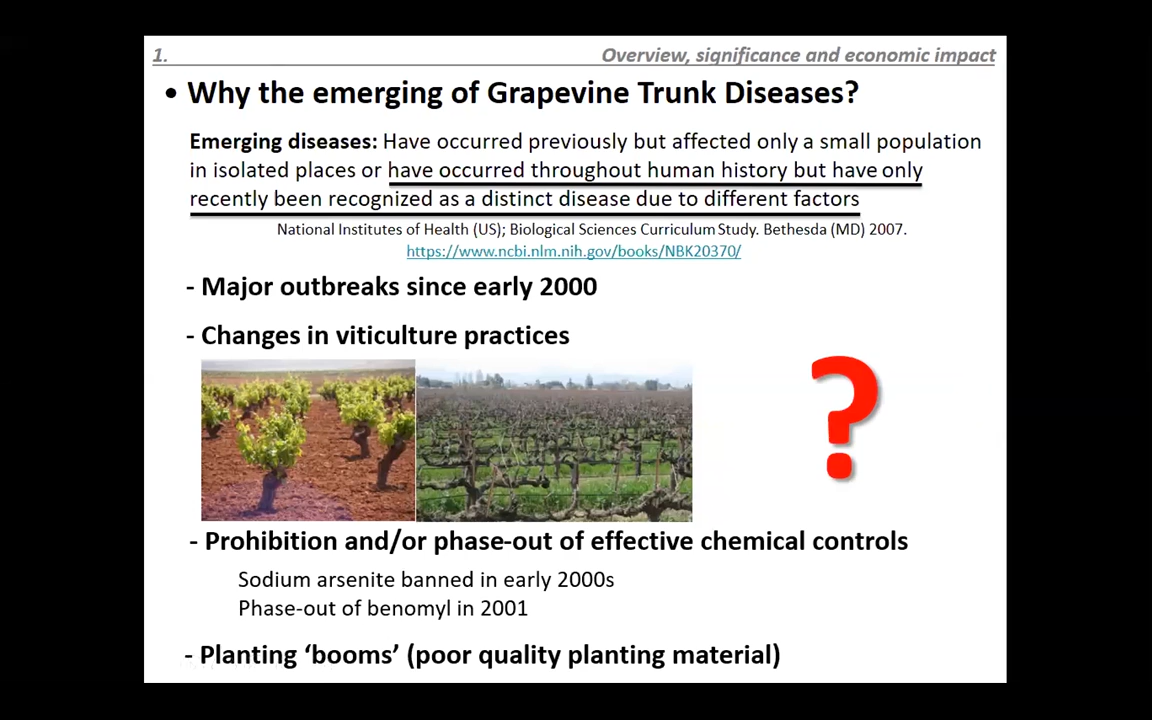 1. Overview, significance and economic impact
• Why the emerging of Grapevine Trunk Diseases?
Emerging diseases: Have occurred previously but affected only a small population
in isolated places or have occurred throughout human history but have only
recently been recognized as a distinct disease due to different factors
National Institutes of Health (US); Biological Sciences Curriculum Study. Bethesda (MD) 2007.
https://www.ncbi.nlm.nih.gov/books/NBK20370/
- Major outbreaks since early 2000
- Changes in viticulture practices
?
- Prohibition and/or phase-out of effective chemical controls
Sodium arsenite banned in early 2000s
Phase-out of benomyl in 2001
- Planting ‘booms’ (poor quality planting material)